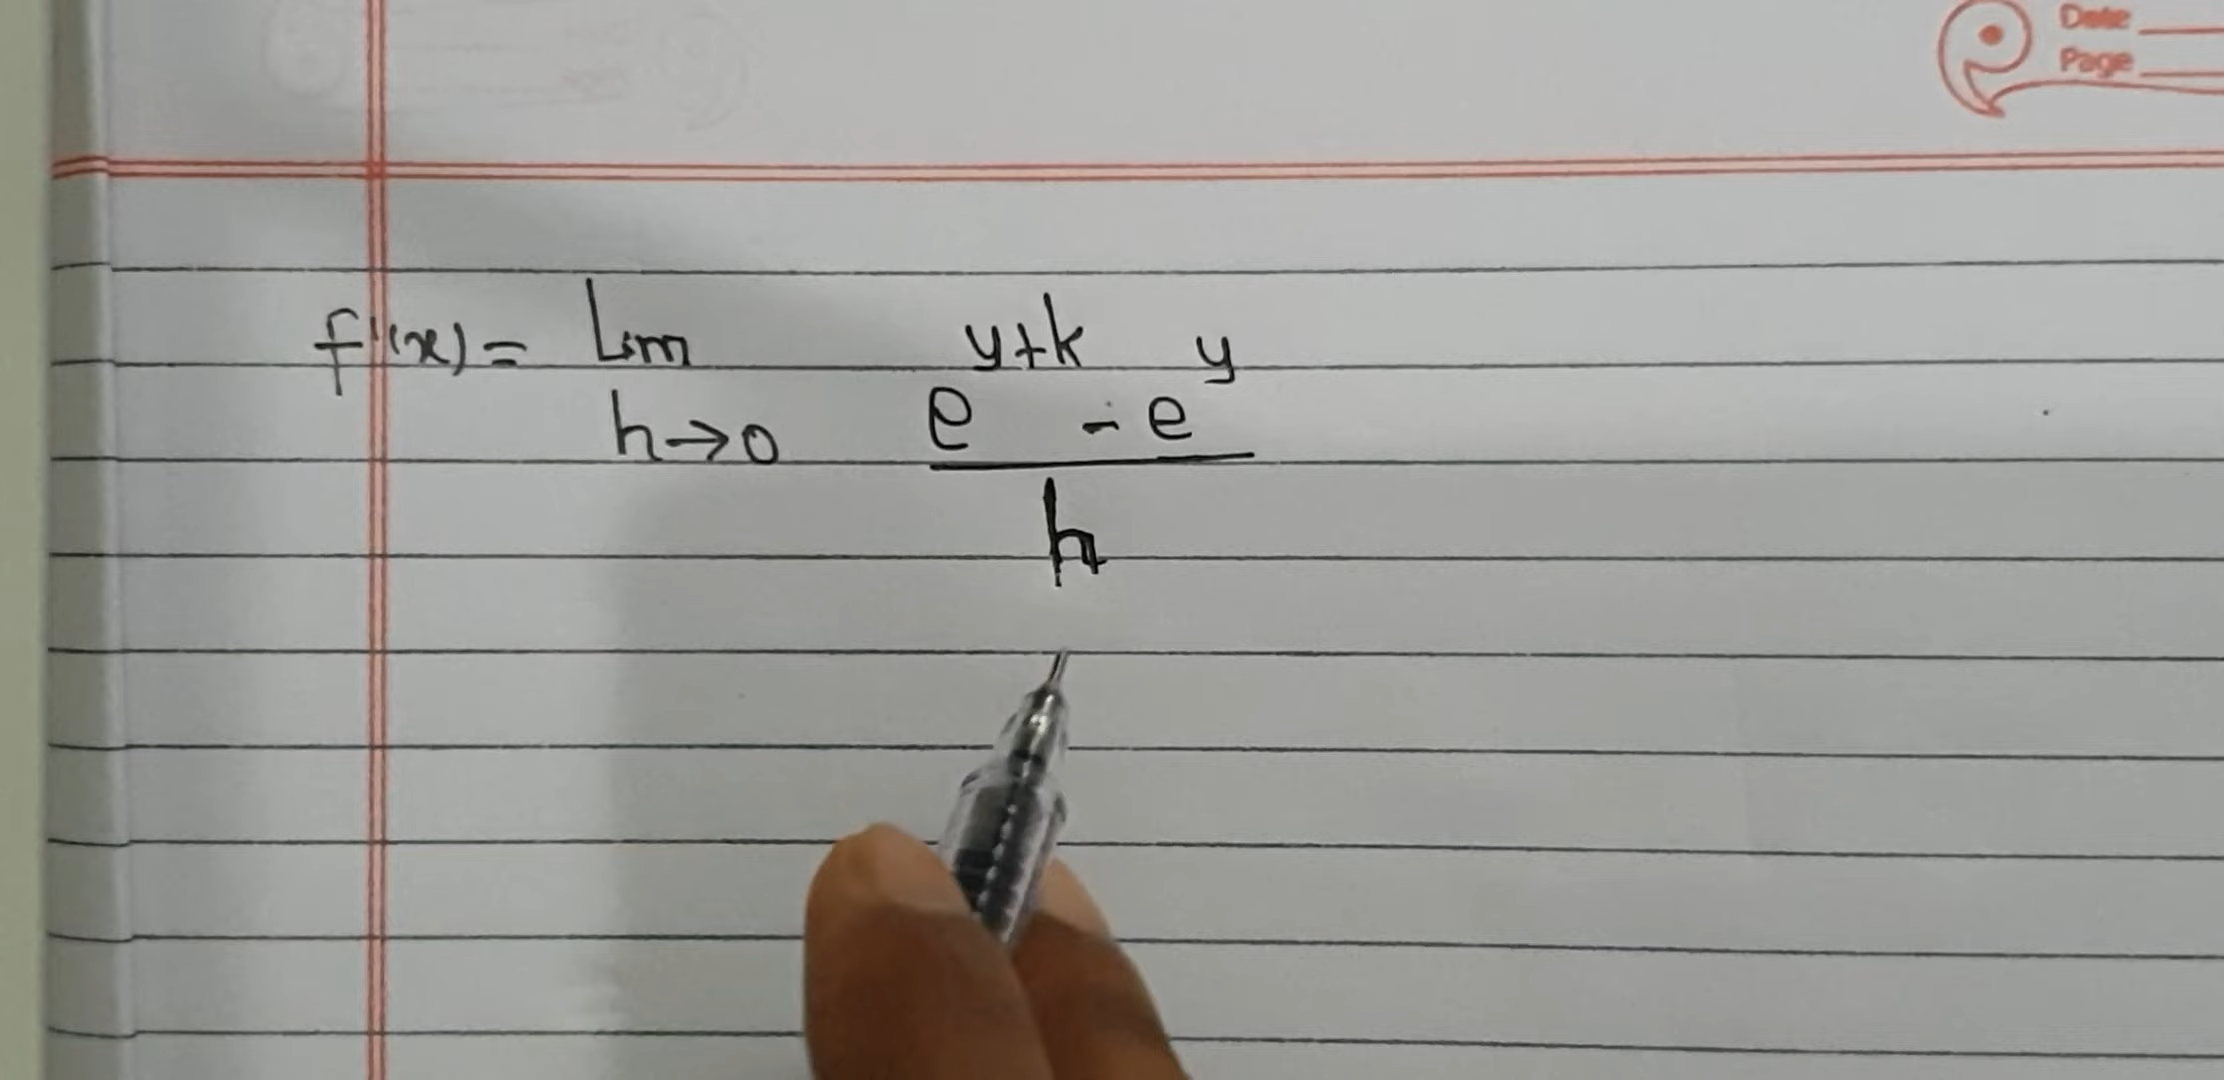 Date
Page
f'(x) = Lim y+k y
h→0 e - e
h